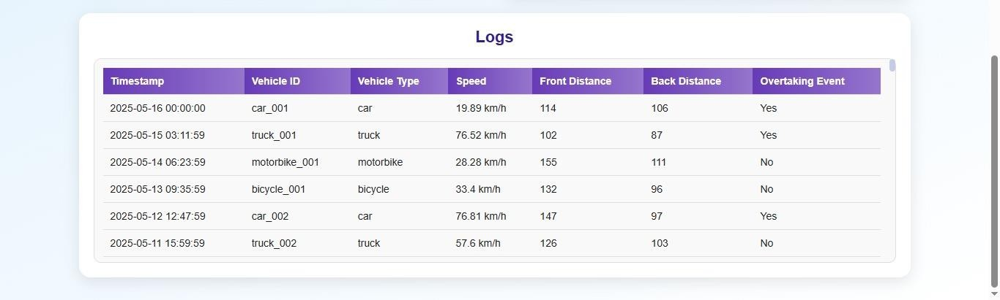 Logs
Timestamp Vehicle ID Vehicle Type Speed Front Distance Back Distance Overtaking Event
2025-05-16 00:00:00 car_001 car 19.89 km/h 114 106 Yes
2025-05-15 03:11:59 truck_001 truck 76.52 km/h 102 87 Yes
2025-05-14 06:23:59 motorbike_001 motorbike 28.28 km/h 155 111 No
2025-05-13 09:35:59 bicycle_001 bicycle 33.4 km/h 132 96 No
2025-05-12 12:47:59 car_002 car 76.81 km/h 147 97 Yes
2025-05-11 15:59:59 truck_002 truck 57.6 km/h 126 103 No